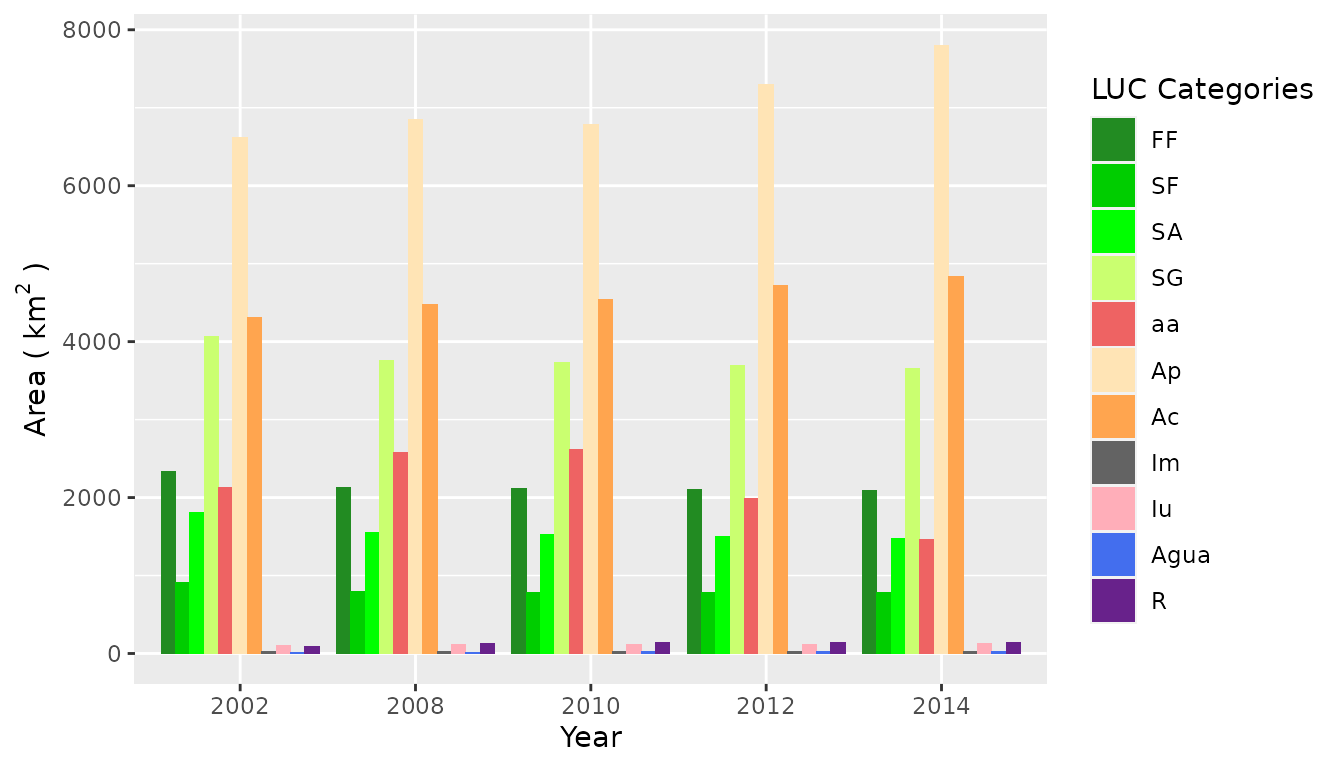 8000
6000
4000
2000
0
Area ( km² )
2002 2008 2010 2012 2014
Year
LUC Categories
FF
SF
SA
SG
aa
Ap
Ac
Im
Iu
Agua
R